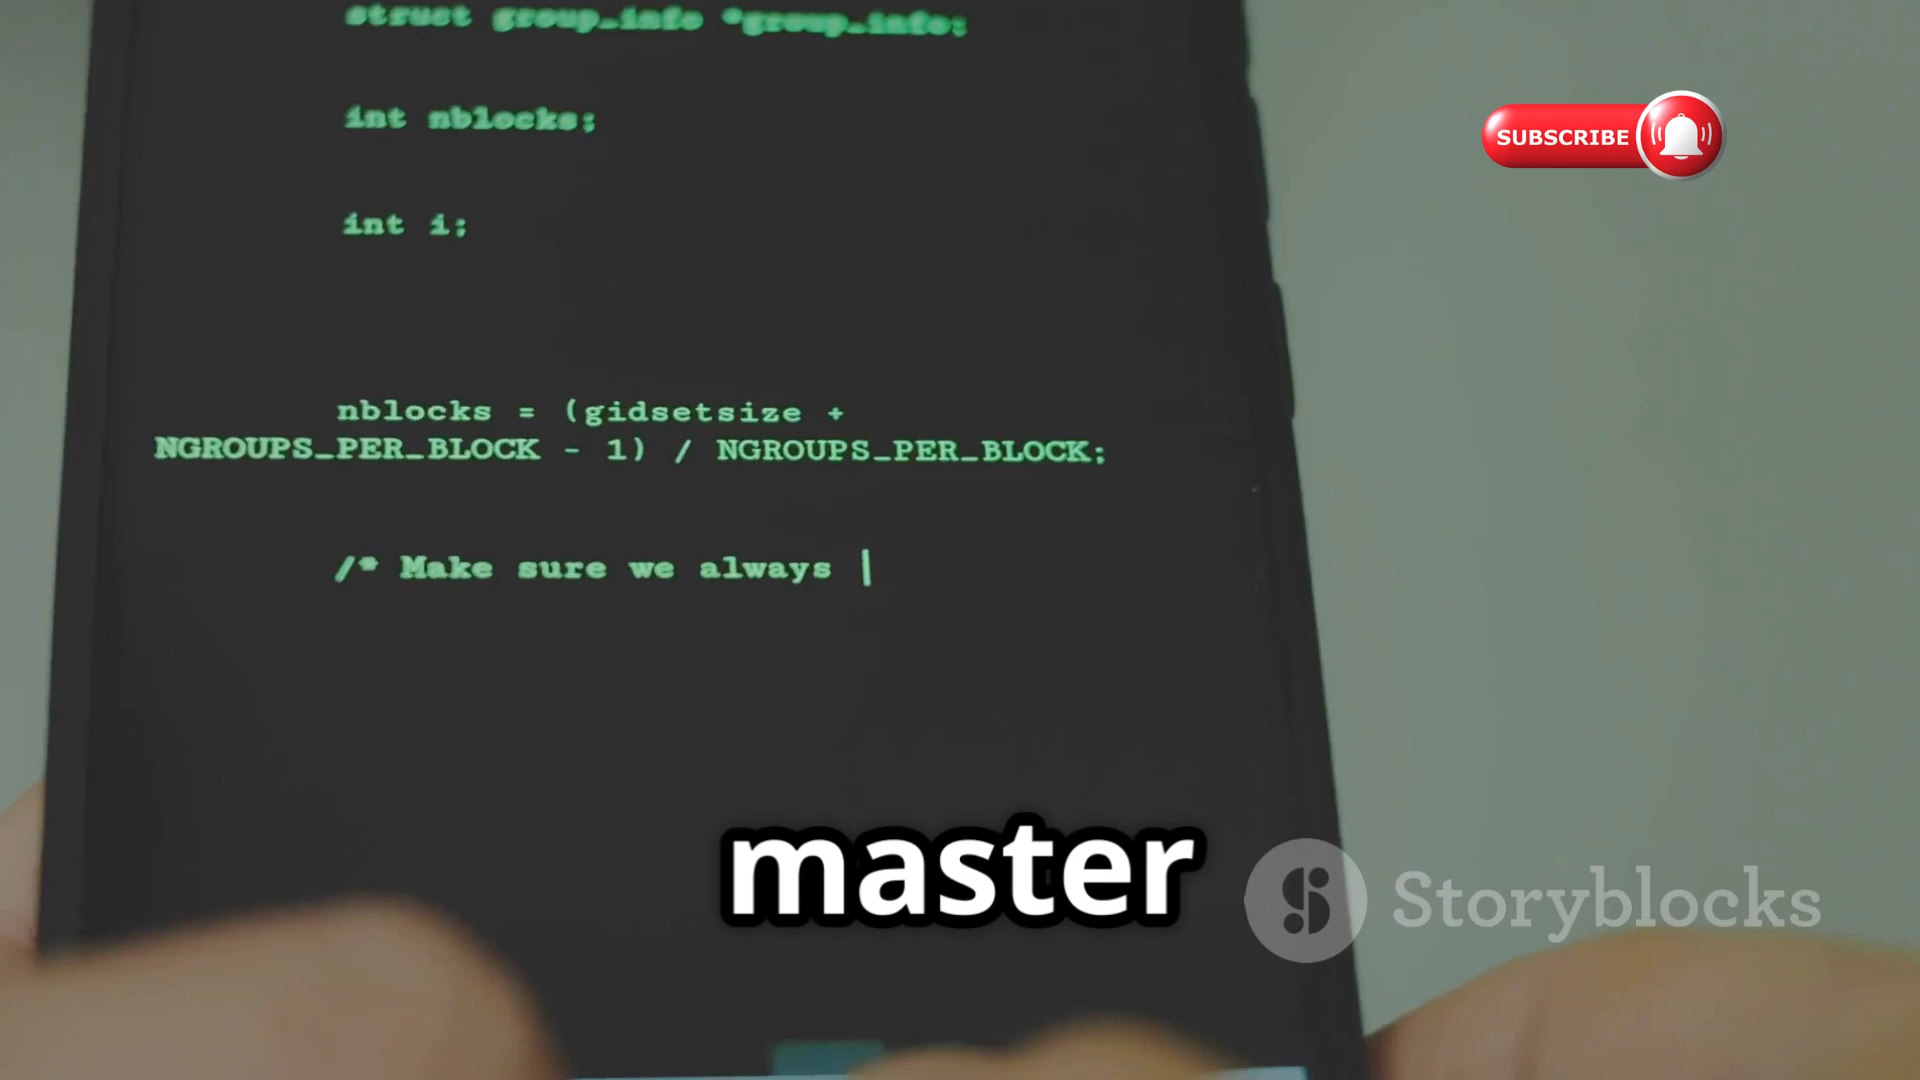 struct group_info *group_info;
SUBSCRIBE
int nblocks;
int i;
nblocks = (gidsetsize +
NGROUPS_PER_BLOCK - 1) / NGROUPS_PER_BLOCK;
/* Make sure we always |
master
Storyblocks